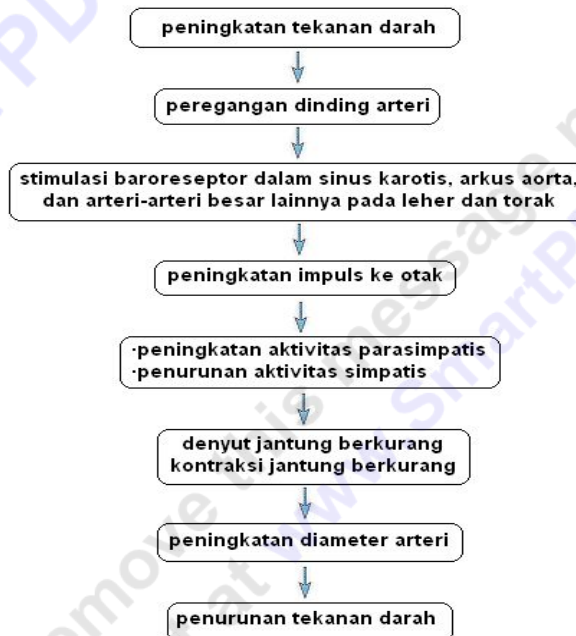 peningkatan tekanan darah
peregangan dinding arteri
stimulasi baroreseptor dalam sinus karotis, arkus aorta,
dan arteri-arteri besar lainnya pada leher dan torak
peningkatan impuls ke otak
·peningkatan aktivitas parasimpatis
·penurunan aktivitas simpatis
denyut jantung berkurang
kontraksi jantung berkurang
peningkatan diameter arteri
penurunan tekanan darah